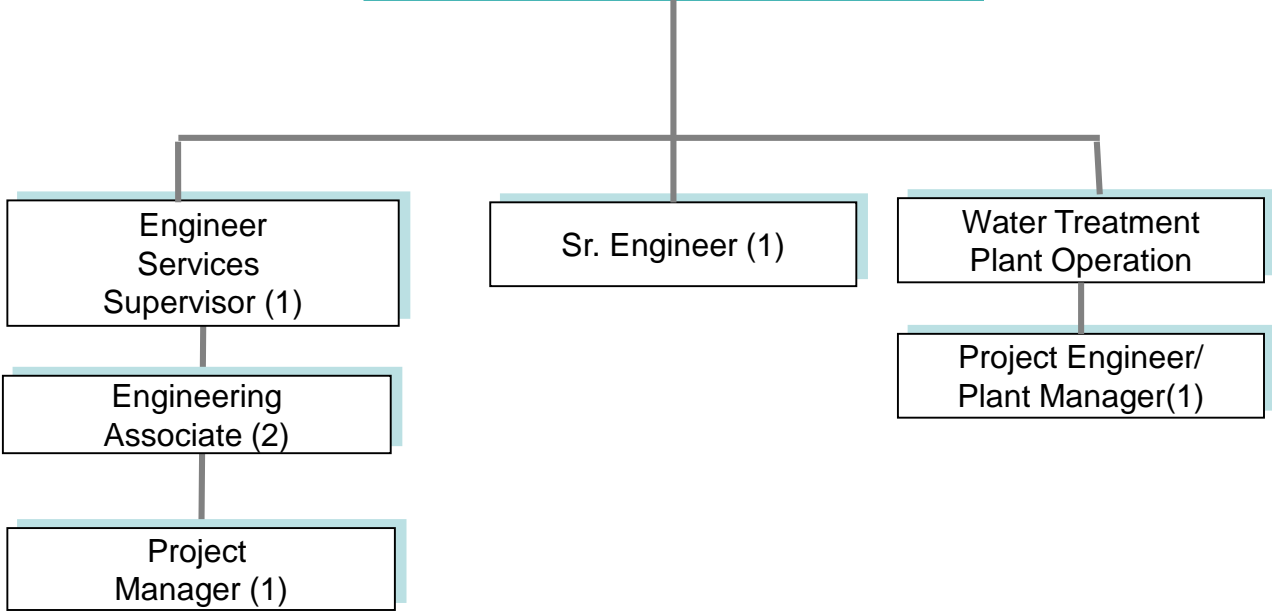 Engineer
Services
Supervisor (1)
Engineering
Associate (2)
Project
Manager (1)
Sr. Engineer (1)
Water Treatment
Plant Operation
Project Engineer/
Plant Manager(1)